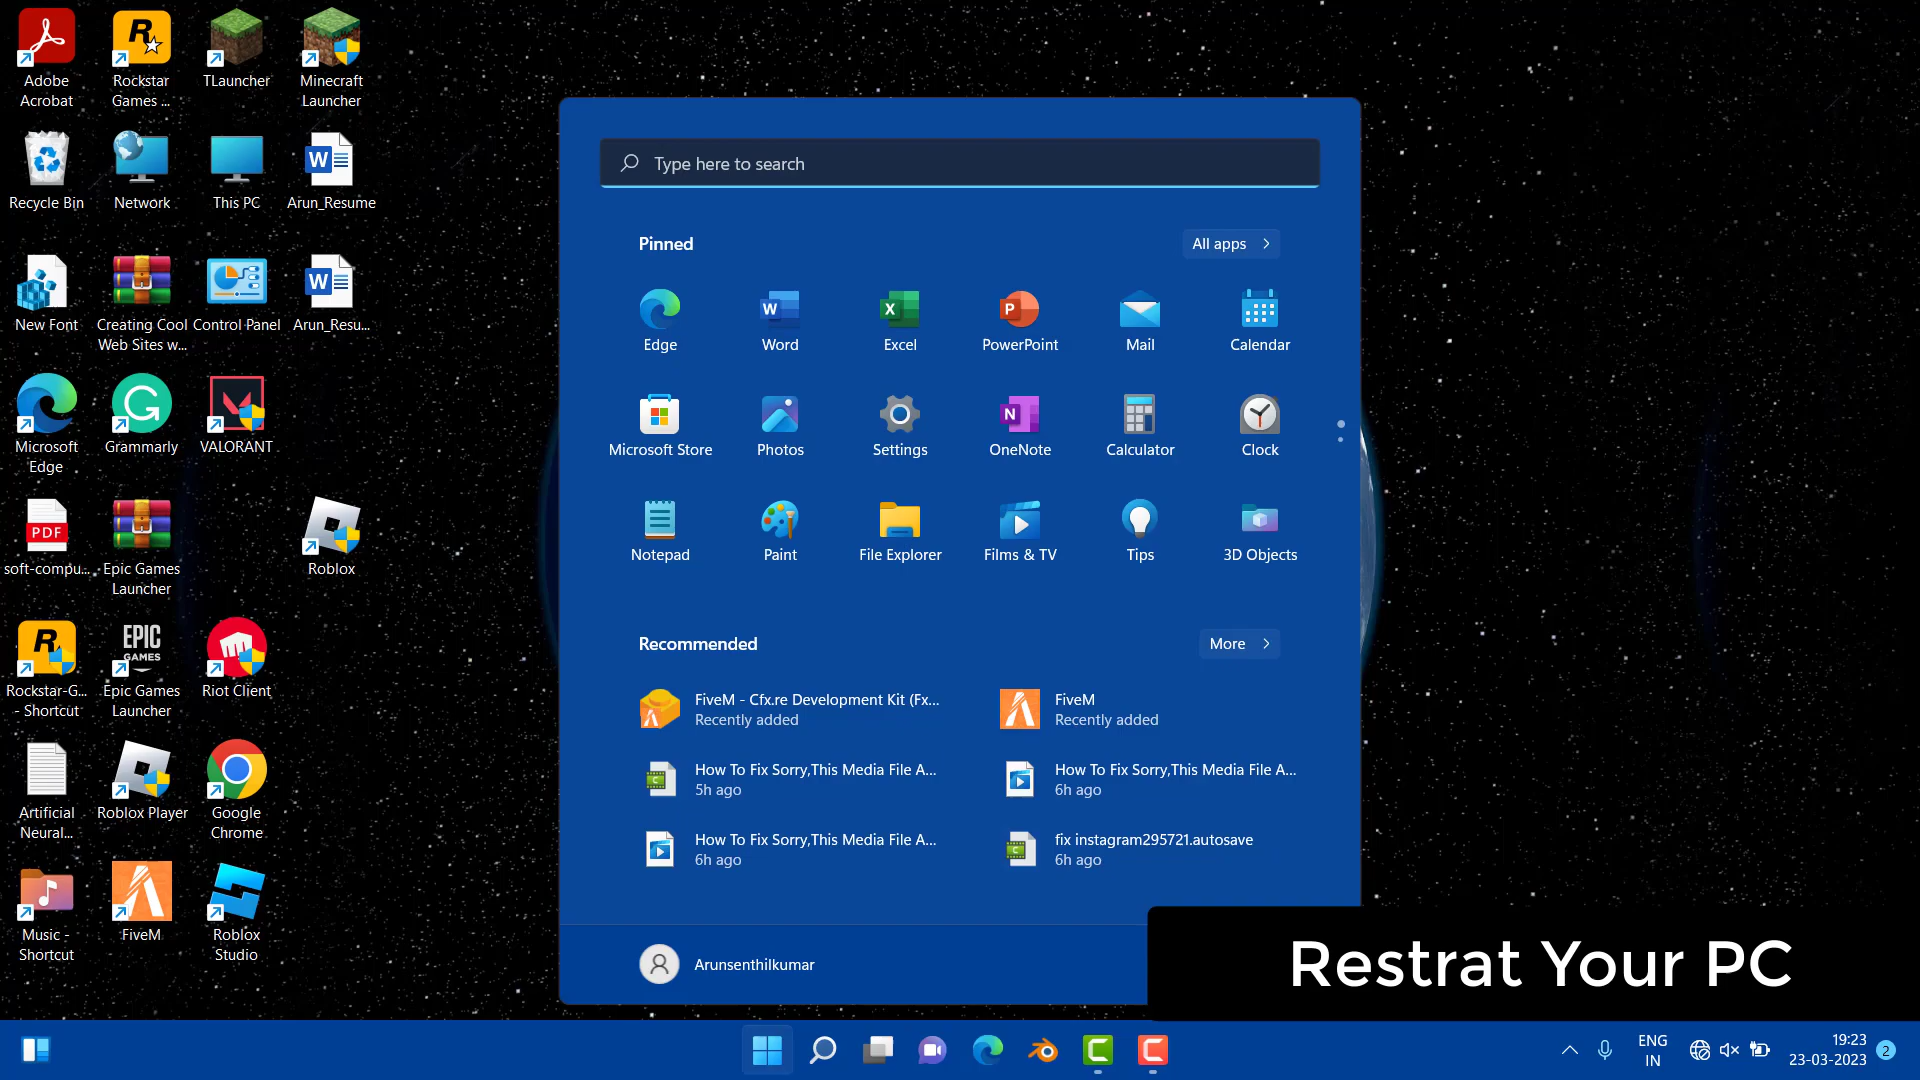 Adobe
Acrobat
Rockstar
Games ...
TLauncher
Minecraft
Launcher
Recycle Bin
Network
This PC
Arun_Resume
New Font
Creating Cool
Web Sites w...
Control Panel
Arun_Resu...
Microsoft
Edge
Grammarly
VALORANT
PDF
soft-compu...
Epic Games
Launcher
Roblox
Rockstar-G...
- Shortcut
EPIC
GAMES
Epic Games
Launcher
Riot Client
Artificial
Neural...
Roblox Player
Google
Chrome
Music -
Shortcut
FiveM
Roblox
Studio
Type here to search
Pinned
All apps
Edge
Word
Excel
PowerPoint
Mail
Calendar
Microsoft Store
Photos
Settings
OneNote
Calculator
Clock
Notepad
Paint
File Explorer
Films & TV
Tips
3D Objects
Recommended
More
FiveM - Cfx.re Development Kit (Fx...
Recently added
FiveM
Recently added
How To Fix Sorry,This Media File A...
5h ago
How To Fix Sorry,This Media File A...
6h ago
How To Fix Sorry,This Media File A...
6h ago
fix instagram295721.autosave
6h ago
Arunsenthilkumar
Restrat Your PC
ENG
IN
19:23
23-03-2023
2